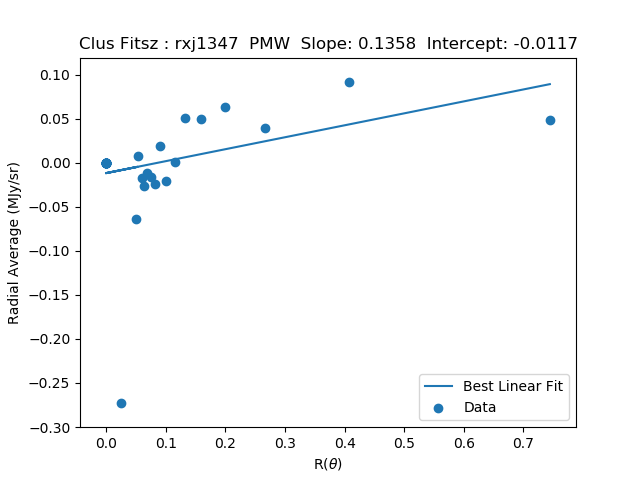 Clus Fitsz : rxj1347  PMW  Slope: 0.1358  Intercept: -0.0117
0.10
0.05
0.00
−0.05
−0.10
−0.15
−0.20
−0.25
−0.30
Radial Average (MJy/sr)
Best Linear Fit
Data
0.0 0.1 0.2 0.3 0.4 0.5 0.6 0.7
R(θ)